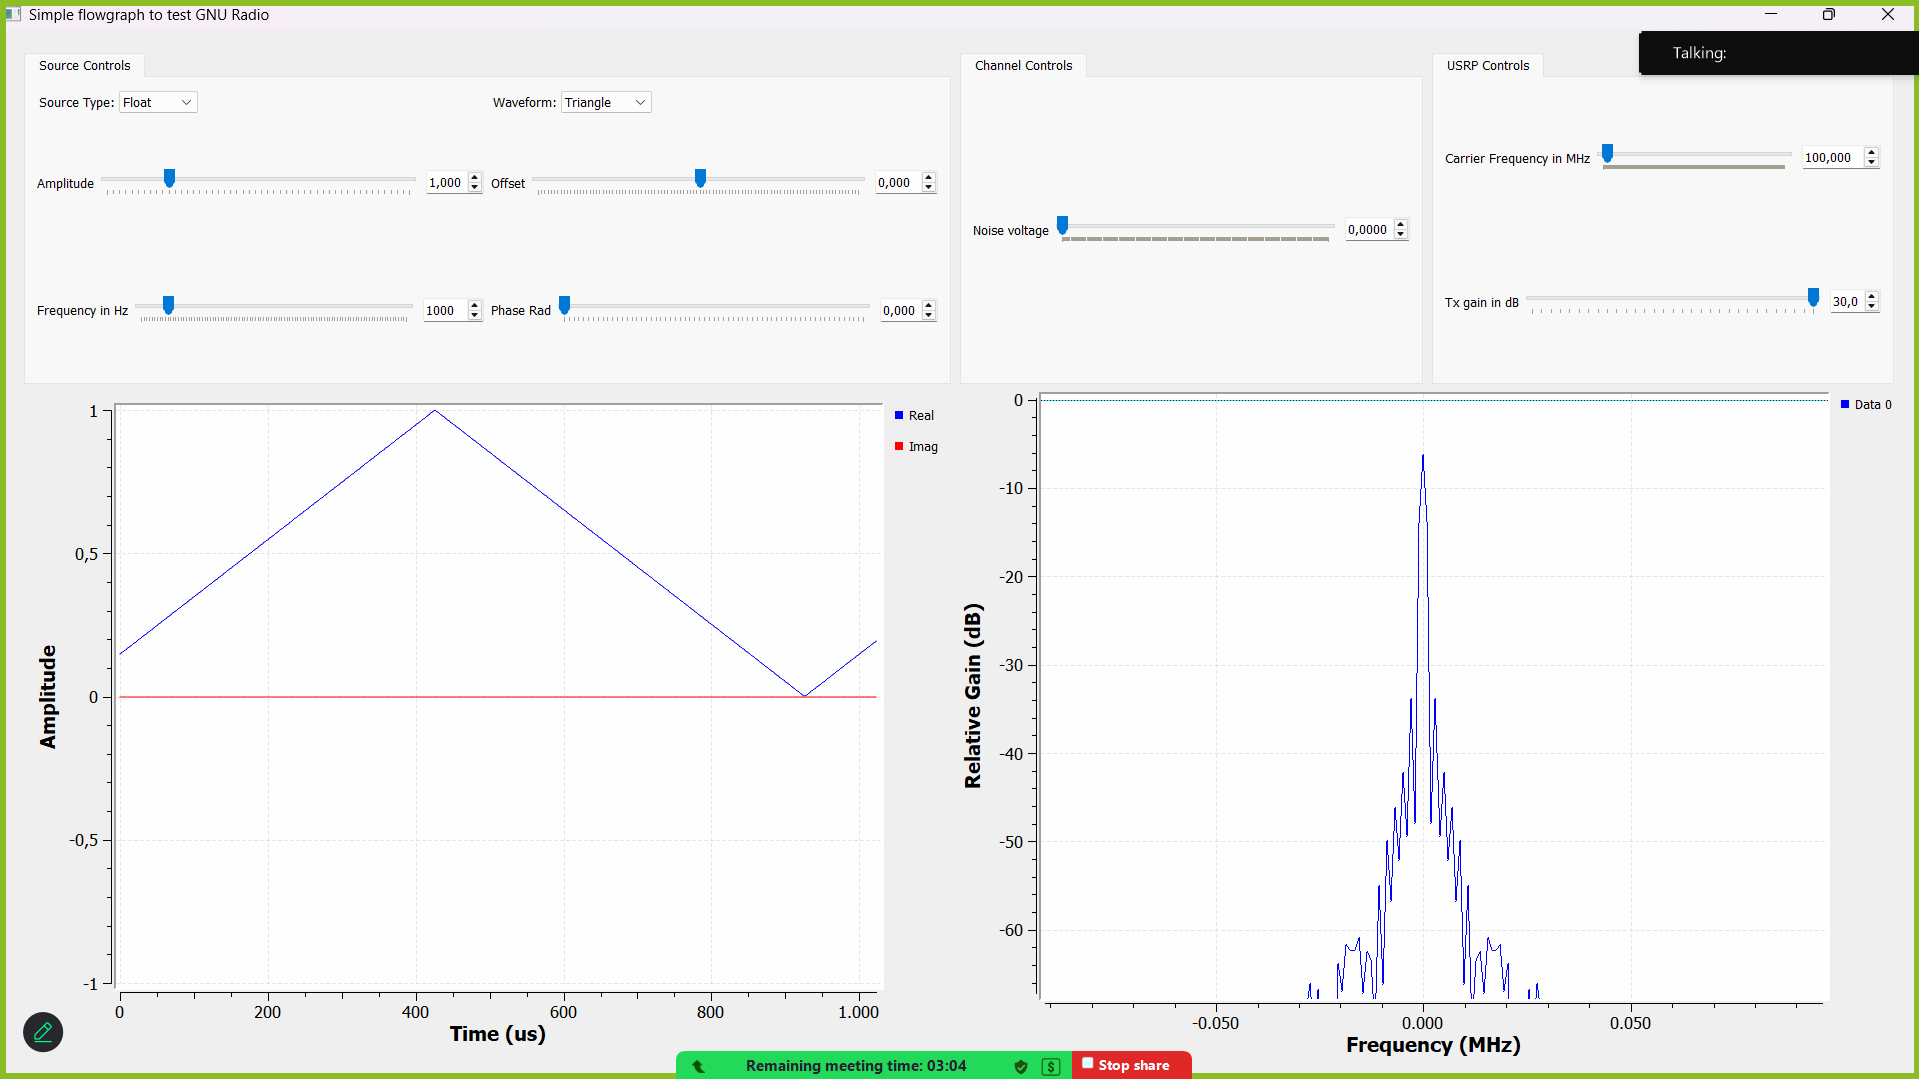 Simple flowgraph to test GNU Radio
Talking:
Source Controls
Source Type: Float
Waveform: Triangle
Amplitude 1,000
Offset 0,000
Frequency in Hz 1000
Phase Rad 0,000
Channel Controls
Noise voltage 0,0000
USRP Controls
Carrier Frequency in MHz 100,000
Tx gain in dB 30,0
1
0,5
0
-0,5
-1
Amplitude
0 200 400 600 800 1.000
Time (us)
Real
Imag
0
-10
-20
-30
-40
-50
-60
Relative Gain (dB)
-0.050 0.000 0.050
Frequency (MHz)
Data 0
Remaining meeting time: 03:04
$
Stop share